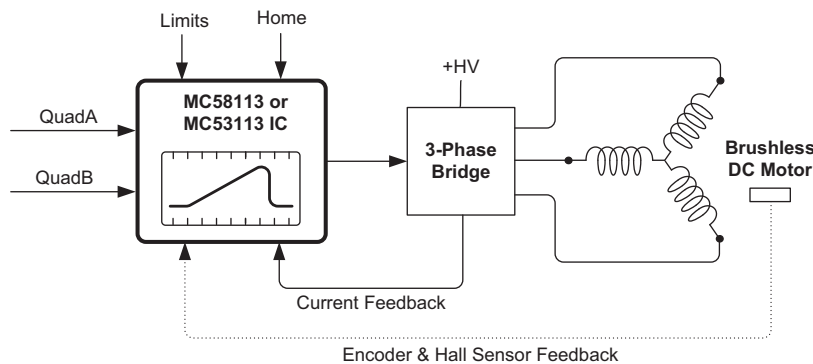 Limits
Home
QuadA
QuadB
MC58113 or
MC53113 IC
+HV
3-Phase
Bridge
Brushless
DC Motor
Current Feedback
Encoder & Hall Sensor Feedback